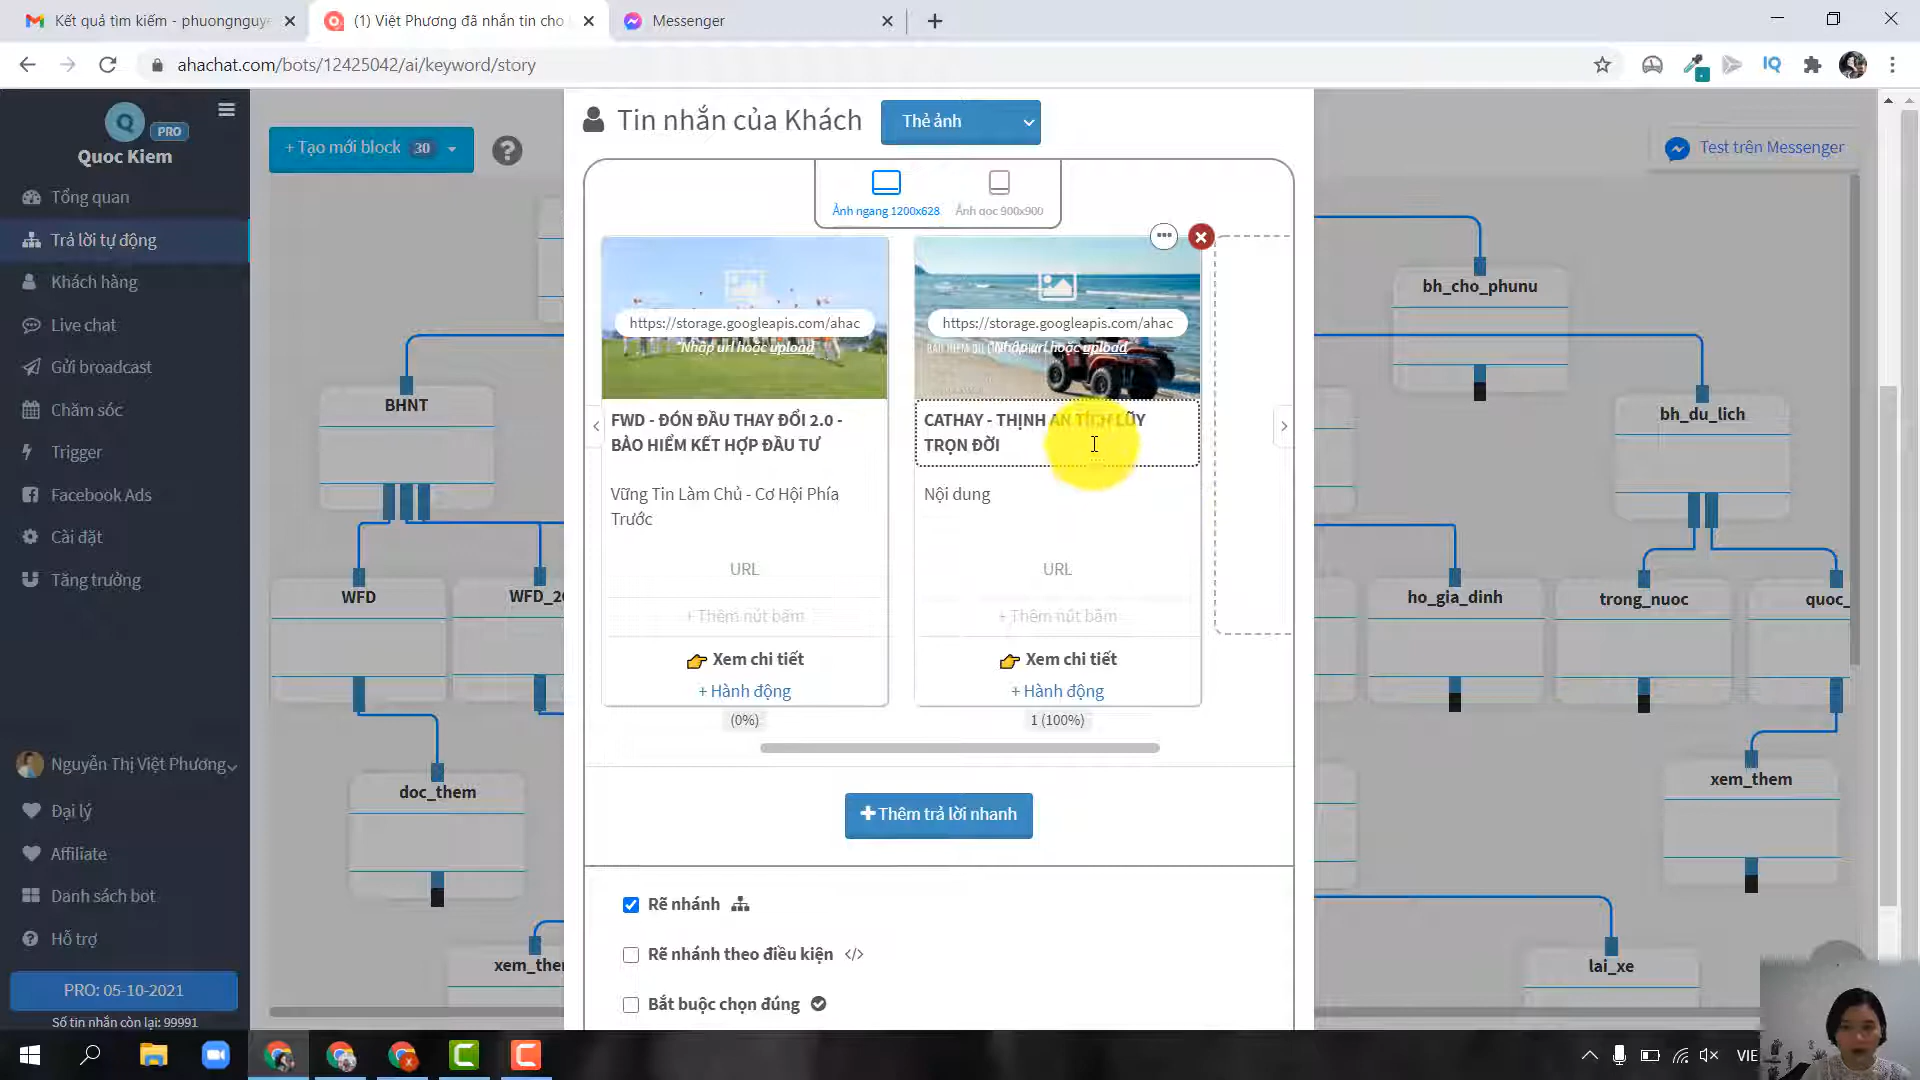 Kết quả tìm kiếm - phuongnguye
(1) Việt Phương đã nhắn tin cho
Messenger
ahachat.com/bots/12425042/ai/keyword/story
IQ
Q
PRO
Quoc Kiem
Tổng quan
Trả lời tự động
Khách hàng
Live chat
Gửi broadcast
Chăm sóc
Trigger
Facebook Ads
Cài đặt
Tăng trưởng
Nguyễn Thị Việt Phương
Đại lý
Affiliate
Danh sách bot
Hỗ trợ
PRO: 05-10-2021
Số tin nhắn còn lại: 99991
+ Tạo mới block 30
?
Test trên Messenger
Tin nhắn của Khách
Thẻ ảnh
Ảnh ngang 1200x628
Ảnh dọc 900x900
https://storage.googleapis.com/ahac
*Nhập url hoặc upload
FWD - ĐÓN ĐẦU THAY ĐỔI 2.0 -
BÀO HIỂM KẾT HỢP ĐẦU TƯ
Vững Tin Làm Chủ - Cơ Hội Phía
Trước
URL
+ Thêm nút bấm
👉 Xem chi tiết
+ Hành động
(0%)
https://storage.googleapis.com/ahac
*Nhập url hoặc upload
CATHAY - THỊNH AN TÍCH LŨY
TRỌN ĐỜI
Nội dung
URL
+ Thêm nút bấm
👉 Xem chi tiết
+ Hành động
1 (100%)
+ Thêm trả lời nhanh
Rẽ nhánh
Rẽ nhánh theo điều kiện </>
Bắt buộc chọn đúng
BHNT
WFD
WFD_20
doc_them
xem_the
bh_cho_phunu
bh_du_lich
ho_gia_dinh
trong_nuoc
quoc_
xem_them
lai_xe
VIE